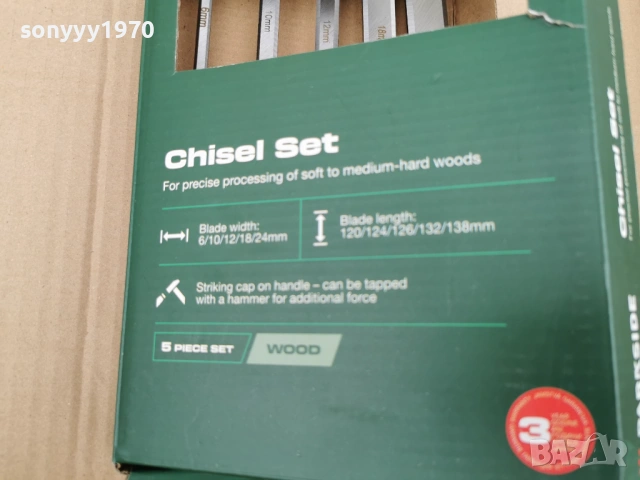 sonyyy1970
6mm
10mm
12mm
18mm
Chisel Set
For precise processing of soft to medium-hard woods
Blade width:
6/10/12/18/24mm
Blade length:
120/124/126/132/138mm
Striking cap on handle – can be tapped
with a hammer for additional force
5 PIECE SET
WOOD
3
YEAR
Chisel Set
PARKSIDE
BAZAR